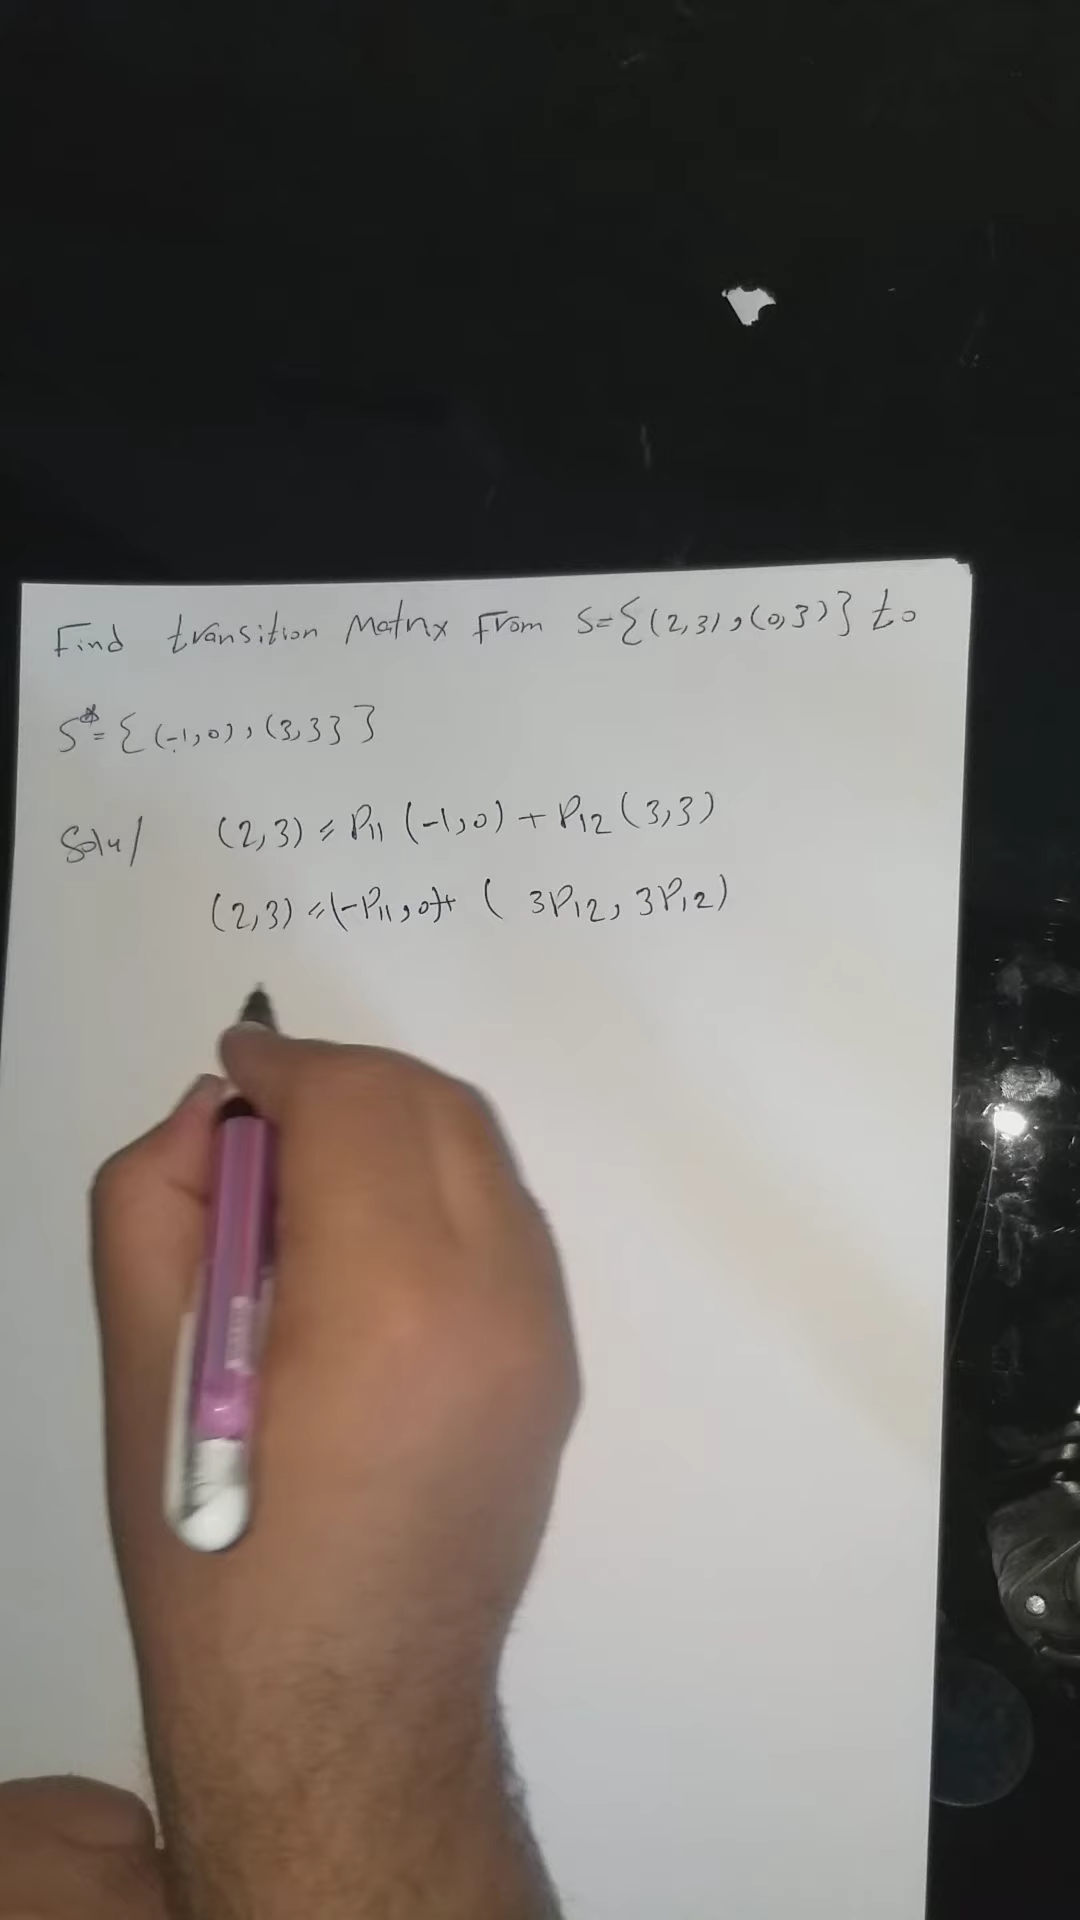 Find transition Matrix From S={(2,3),(0,3)} to
S*={(-1,0),(3,3}}
Solu/ (2,3) = P11 (-1,0) + P12 (3,3)
(2,3) = (-P11,0)+ ( 3P12, 3P12)